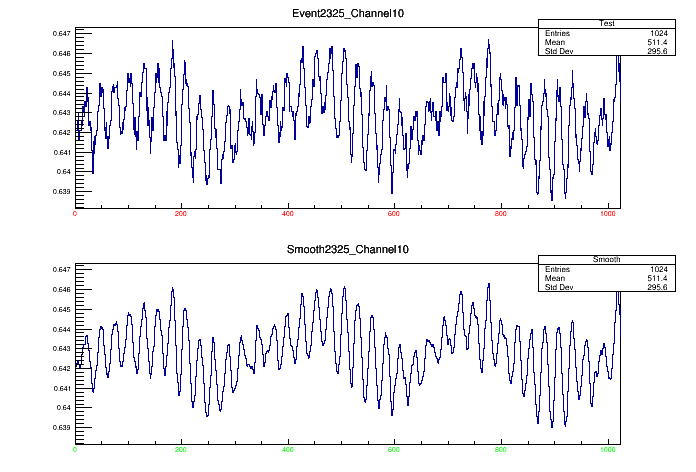 Event2325_Channel10
Test
Entries 1024
Mean 511.4
Std Dev 295.6
0.647
0.646
0.645
0.644
0.643
0.642
0.641
0.64
0.639
0 200 400 600 800 1000
Smooth2325_Channel10
Smooth
Entries 1024
Mean 511.4
Std Dev 295.6
0.647
0.646
0.645
0.644
0.643
0.642
0.641
0.64
0.639
0 200 400 600 800 1000